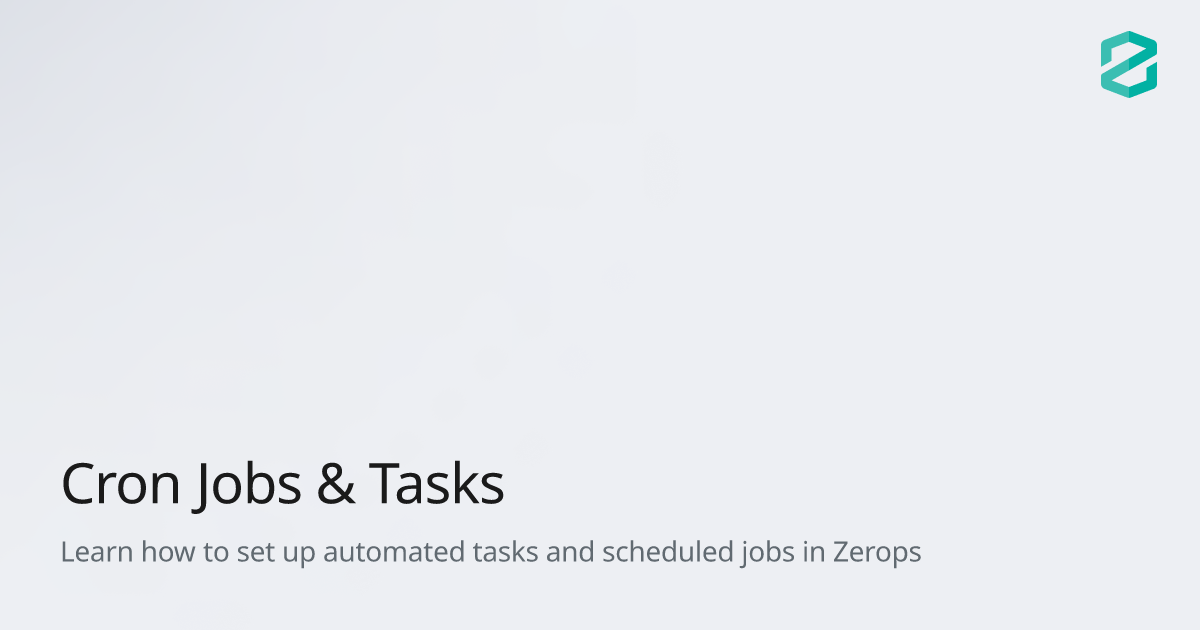 Cron Jobs & Tasks
Learn how to set up automated tasks and scheduled jobs in Zerops